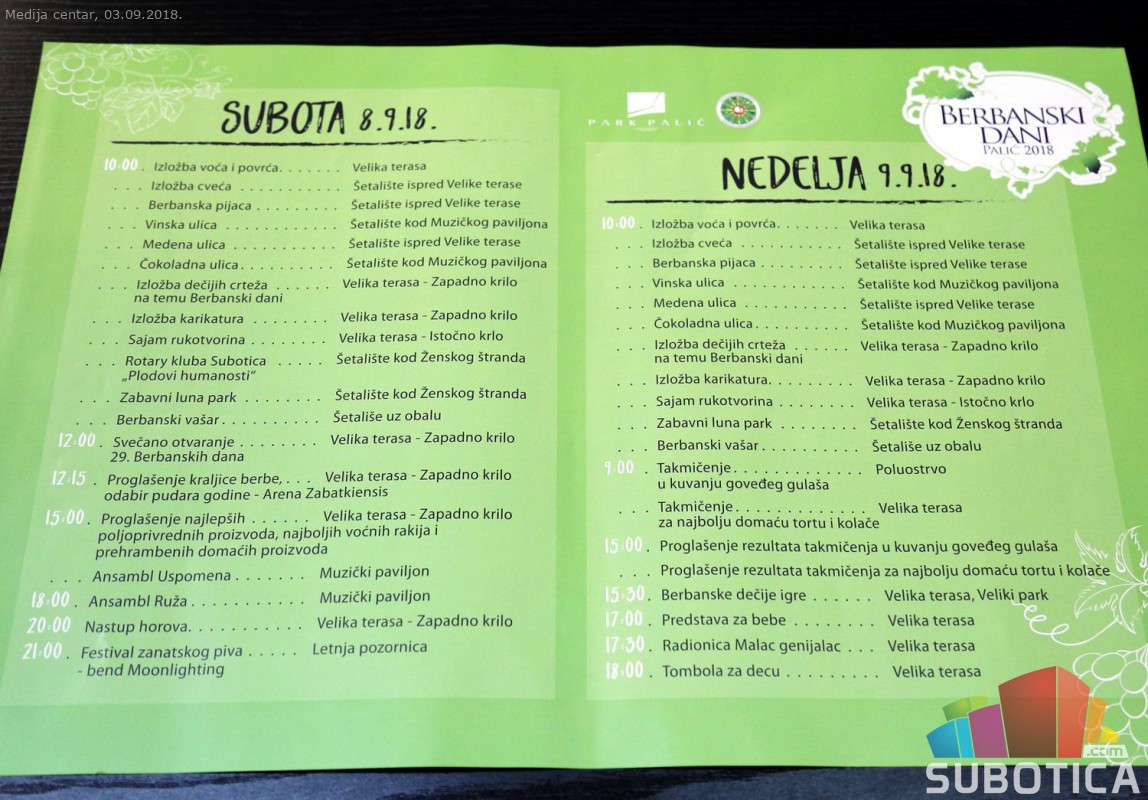 Medija centar, 03.09.2018.
SUBOTA 8.9.18.
10:00. Izložba voća i povrća. . . . . . . Velika terasa
. . . . Izložba cveća . . . . . . . . . . . . Šetalište ispred Velike terase
. . . . Berbanska pijaca . . . . . . . . . Šetalište ispred Velike terase
. . . . Vinska ulica . . . . . . . . . . . . . Šetalište kod Muzičkog paviljona
. . . . Medena ulica . . . . . . . . . . . . Šetalište ispred Velike terase
. . . . Čokoladna ulica. . . . . . . . . . . Šetalište kod Muzičkog paviljona
. . . . Izložba dečijih crteža . . . . . . Velika terasa - Zapadno krilo
na temu Berbanski dani
. . . . Izložba karikatura . . . . . . . . Velika terasa - Zapadno krilo
. . . . Sajam rukotvorina . . . . . . . . Velika terasa - Istočno krlo
. . . . Rotary kluba Subotica . . . . . Šetalište kod Ženskog štranda
„Plodovi humanosti“
. . . . Zabavni luna park . . . . . . . . Šetalište kod Ženskog štranda
. . . . Berbanski vašar. . . . . . . . . . . Šetališe uz obalu
12:00. Svečano otvaranje . . . . . . . . Velika terasa - Zapadno krilo
29. Berbanskih dana
12:15. Proglašenje kraljice berbe, . . . Velika terasa - Zapadno krilo
odabir pudara godine - Arena Zabatkiensis
15:00. Proglašenje najlepših . . . . . . Velika terasa - Zapadno krilo
poljoprivrednih proizvoda, najboljih voćnih rakija i
prehrambenih domaćih proizvoda
. . . . Ansambl Uspomena . . . . . . . Muzički paviljon
18:00. Ansambl Ruža . . . . . . . . . . . Muzički paviljon
20:00. Nastup horova. . . . . . . . . . . Velika terasa - Zapadno krilo
21:00. Festival zanatskog piva . . . . . Letnja pozornica
- bend Moonlighting
PARK PALIĆ
BERBANSKI
DANI
PALIĆ 2018
NEDELJA 9.9.18.
10:00. Izložba voća i povrća. . . . . . . Velika terasa
. . . . Izložba cveća . . . . . . . . . . . Šetalište ispred Velike terase
. . . . Berbanska pijaca . . . . . . . . . Šetalište ispred Velike terase
. . . . Vinska ulica . . . . . . . . . . . . Šetalište kod Muzičkog paviljona
. . . . Medena ulica . . . . . . . . . . . Šetalište ispred Velike terase
. . . . Čokoladna ulica. . . . . . . . . . Šetalište kod Muzičkog paviljona
. . . . Izložba dečijih crteža . . . . . . Velika terasa - Zapadno krilo
na temu Berbanski dani
. . . . Izložba karikatura. . . . . . . . . Velika terasa - Zapadno krilo
. . . . Sajam rukotvorina . . . . . . . . Velika terasa - Istočno krlo
. . . . Zabavni luna park . . . . . . . . Šetalište kod Ženskog štranda
. . . . Berbanski vašar. . . . . . . . . . Šetališe uz obalu
9:00. Takmičenje. . . . . . . . . . . . . Poluostrvo
u kuvanju goveđeg gulaša
. . . . Takmičenje. . . . . . . . . . . . . Velika terasa
za najbolju domaću tortu i kolače
15:00. Proglašenje rezultata takmičenja u kuvanju goveđeg gulaša
. . . . Proglašenje rezultata takmičenja za najbolju domaću tortu i kolače
15:30. Berbanske dečije igre . . . . . . Velika terasa, Veliki park
17:00. Predstava za bebe . . . . . . . . Velika terasa
17:30. Radionica Malac genijalac . . . Velika terasa
18:00. Tombola za decu . . . . . . . . . Velika terasa
.com
SUBOTICA